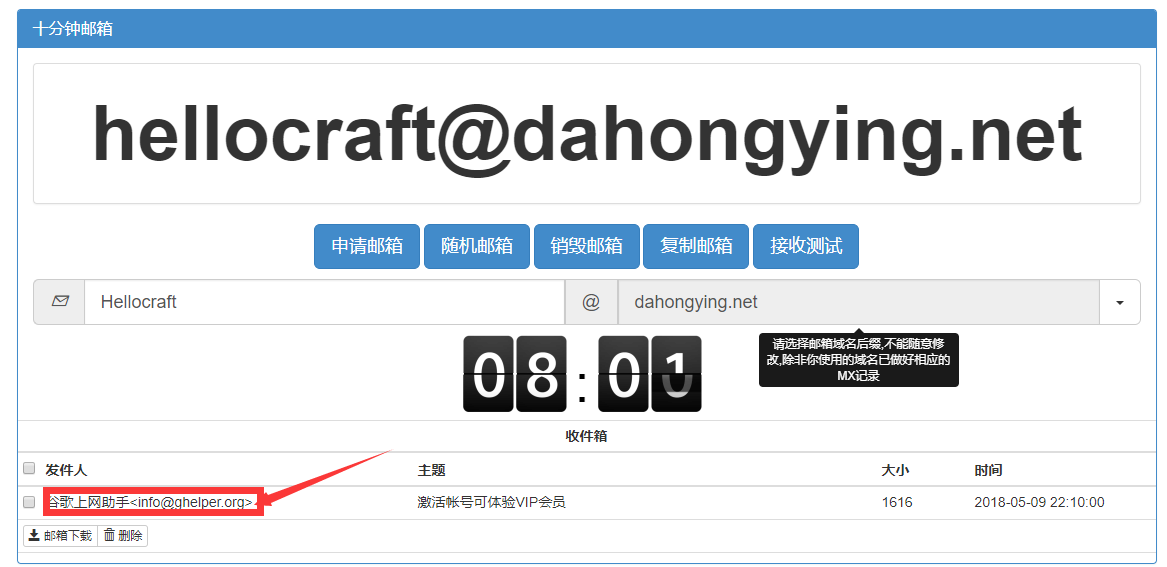 十分钟邮箱
hellocraft@dahongying.net
申请邮箱 随机邮箱 销毁邮箱 复制邮箱 接收测试
Hellocraft @ dahongying.net
请选择邮箱域名后缀,不能随意修
改,除非你使用的域名已做好相应的
MX记录
08:0
收件箱
发件人 主题 大小 时间
谷歌上网助手<info@ghelper.org> 激活帐号可体验VIP会员 1616 2018-05-09 22:10:00
邮箱下载 删除